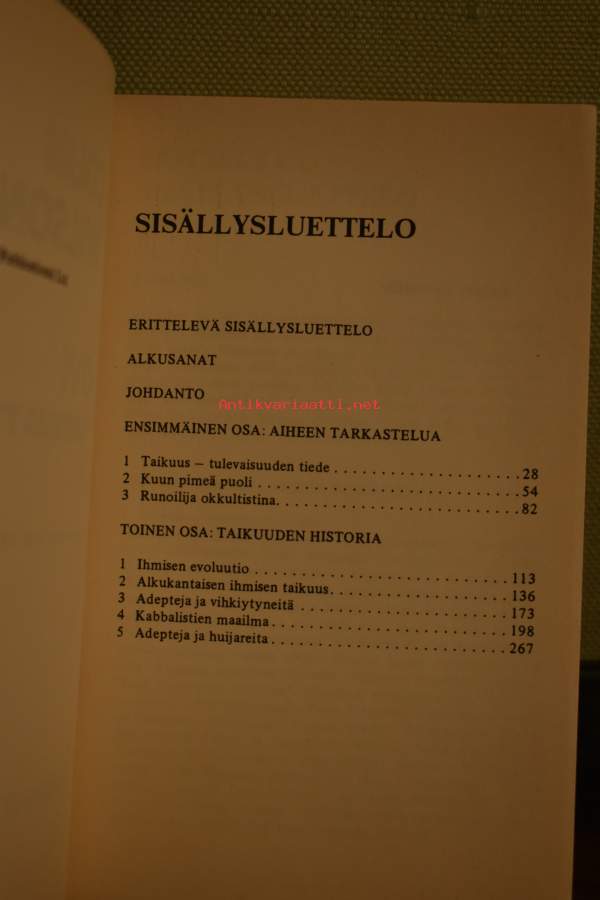 SISÄLLYSLUETTELO
ERITTELEVÄ SISÄLLYSLUETTELO
ALKUSANAT
JOHDANTO
Antikvariaatti.net
ENSIMMÄINEN OSA: AIHEEN TARKASTELUA
1 Taikuus – tulevaisuuden tiede . . . . . . . . . . . . . . . . . . . 28
2 Kuun pimeä puoli . . . . . . . . . . . . . . . . . . . . . . . . . . . 54
3 Runoilija okkultistina. . . . . . . . . . . . . . . . . . . . . . . . . 82
TOINEN OSA: TAIKUUDEN HISTORIA
1 Ihmisen evoluutio . . . . . . . . . . . . . . . . . . . . . . . . . . 113
2 Alkukantaisen ihmisen taikuus. . . . . . . . . . . . . . . . . . 136
3 Adepteja ja vihkiytyneitä . . . . . . . . . . . . . . . . . . . . . 173
4 Kabbalistien maailma. . . . . . . . . . . . . . . . . . . . . . . . 198
5 Adepteja ja huijareita . . . . . . . . . . . . . . . . . . . . . . . . 267